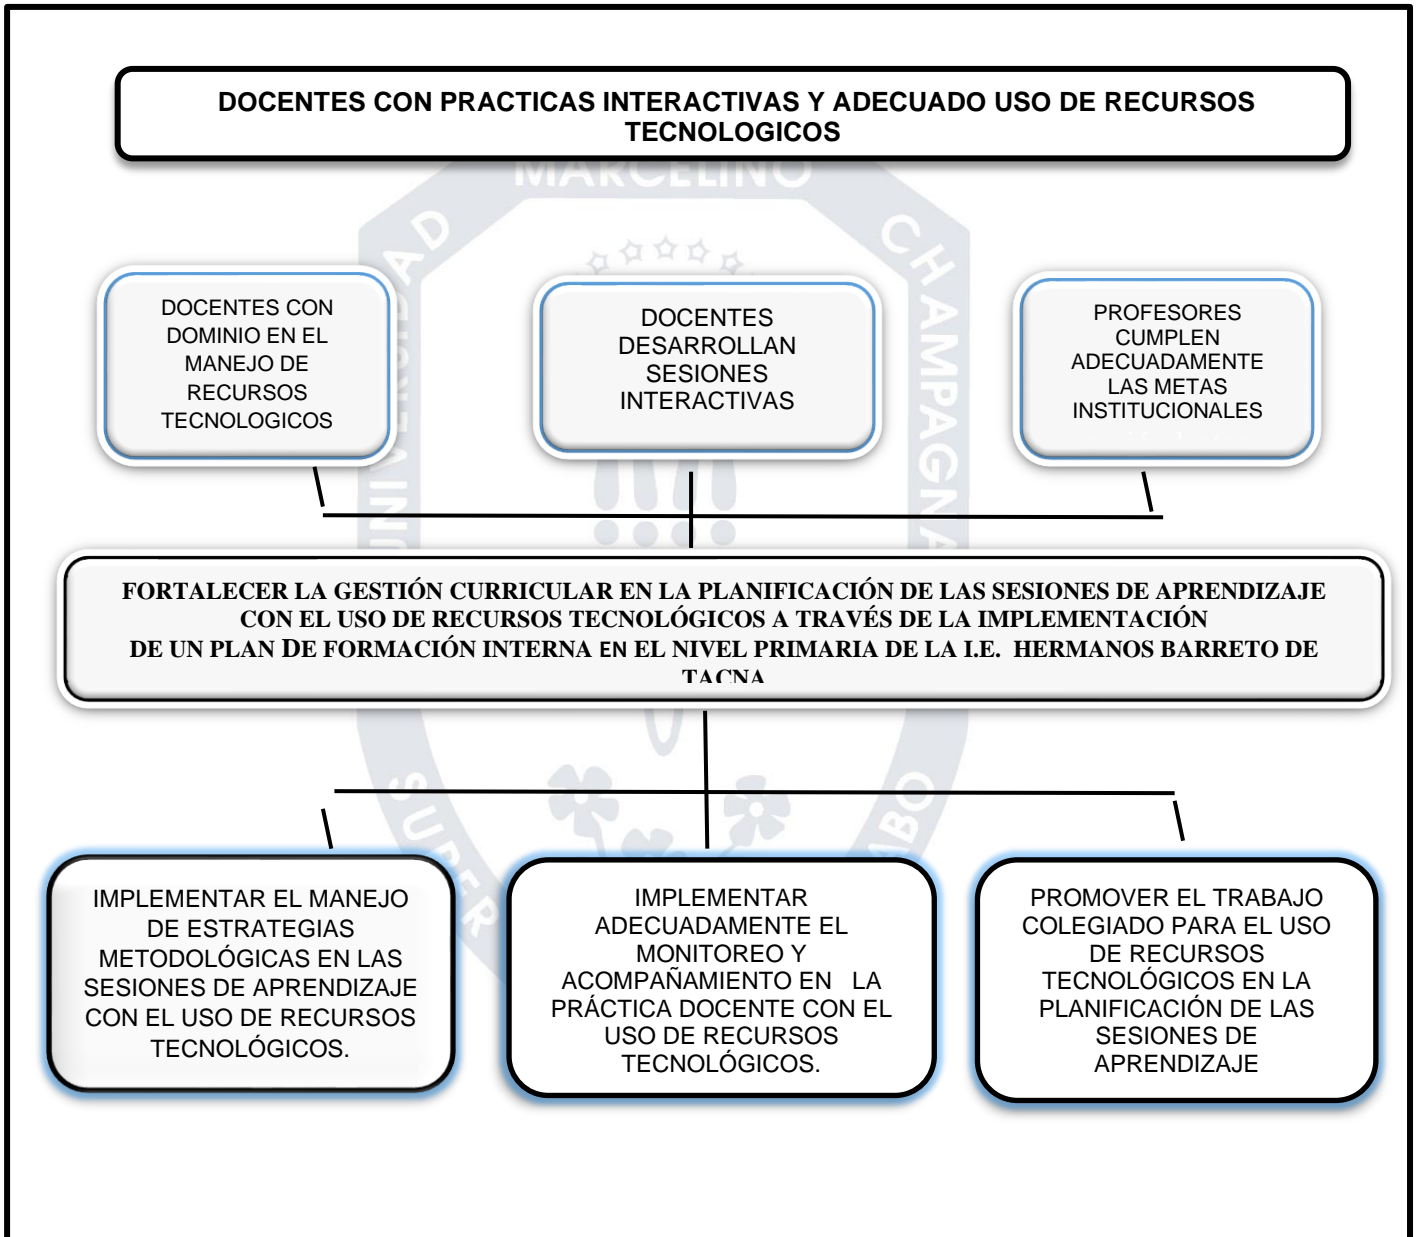 DOCENTES CON PRACTICAS INTERACTIVAS Y ADECUADO USO DE RECURSOS
TECNOLOGICOS
MARCELINO
CHAMPAGNA
UNIVERSIDAD
DOCENTES CON
DOMINIO EN EL
MANEJO DE
RECURSOS
TECNOLOGICOS
DOCENTES
DESARROLLAN
SESIONES
INTERACTIVAS
PROFESORES
CUMPLEN
ADECUADAMENTE
LAS METAS
INSTITUCIONALES
FORTALECER LA GESTIÓN CURRICULAR EN LA PLANIFICACIÓN DE LAS SESIONES DE APRENDIZAJE
CON EL USO DE RECURSOS TECNOLÓGICOS A TRAVÉS DE LA IMPLEMENTACIÓN
DE UN PLAN De FORMACIÓN INTERNA EN EL NIVEL PRIMARIA DE LA I.E. HERMANOS BARRETO DE
TACNA
SUPER
ABO
IMPLEMENTAR EL MANEJO
DE ESTRATEGIAS
METODOLÓGICAS EN LAS
SESIONES DE APRENDIZAJE
CON EL USO DE RECURSOS
TECNOLÓGICOS.
IMPLEMENTAR
ADECUADAMENTE EL
MONITOREO Y
ACOMPAÑAMIENTO EN LA
PRÁCTICA DOCENTE CON EL
USO DE RECURSOS
TECNOLÓGICOS.
PROMOVER EL TRABAJO
COLEGIADO PARA EL USO
DE RECURSOS
TECNOLÓGICOS EN LA
PLANIFICACIÓN DE LAS
SESIONES DE
APRENDIZAJE